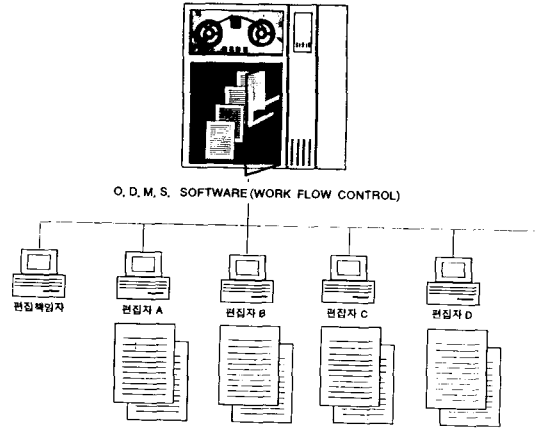 O. D. M. S. SOFTWARE (WORK FLOW CONTROL)
편집책임자
편집자 A
편집자 B
편집자 C
편집자 D